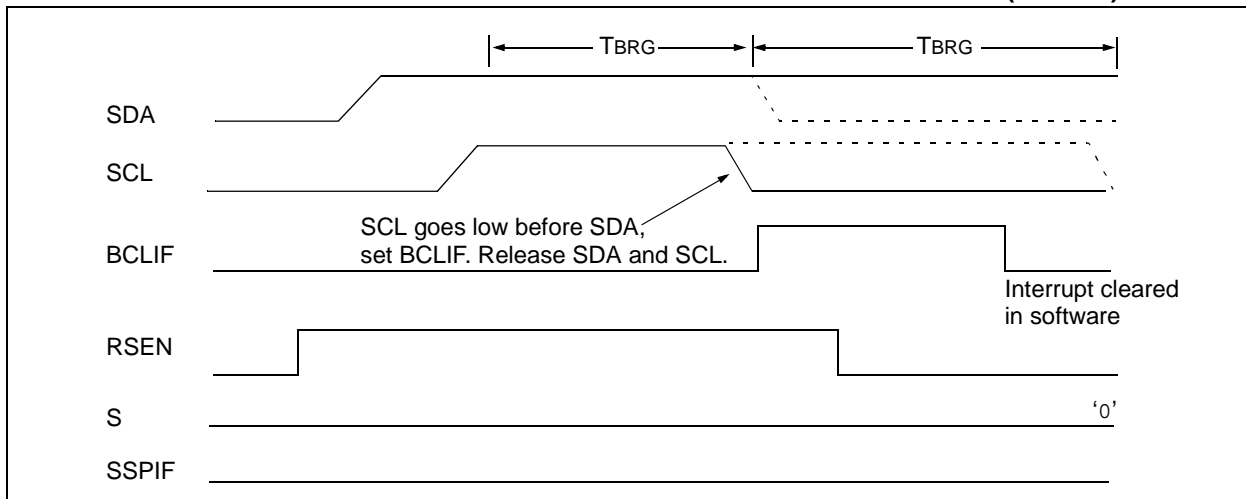 TBRG TBRG
SDA
SCL
SCL goes low before SDA,
set BCLIF. Release SDA and SCL.
BCLIF
Interrupt cleared
in software
RSEN
S
‘0’
SSPIF